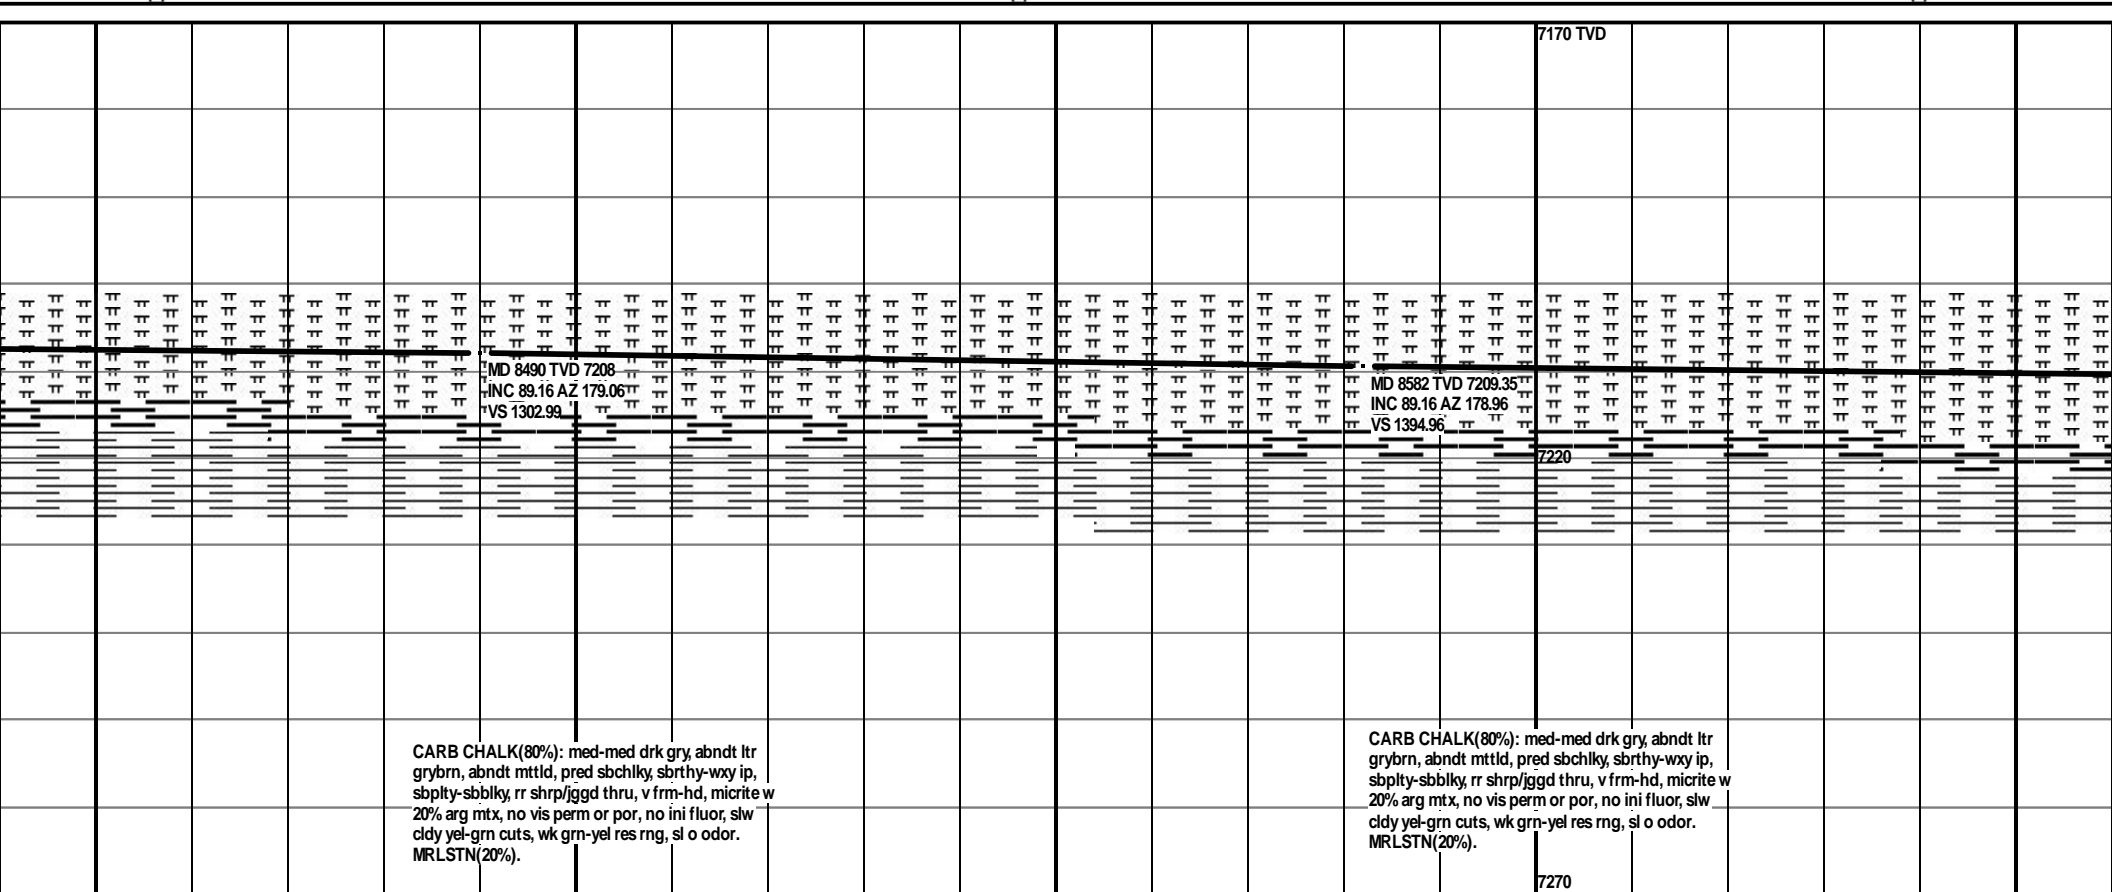 7170 TVD
MD 8490 TVD 7208
INC 89.16 AZ 179.06
VS 1302.99
MD 8582 TVD 7209.35
INC 89.16 AZ 178.96
VS 1394.96
7220
CARB CHALK(80%): med-med drk gry, abndt ltr
grybrn, abndt mttld, pred sbchlky, sbrthy-wxy ip,
sbplty-sbblky, rr shrp/jggd thru, v frm-hd, micrite w
20% arg mtx, no vis perm or por, no ini fluor, slw
cldy yel-grn cuts, wk grn-yel res rng, sl o odor.
MRLSTN(20%).
CARB CHALK(80%): med-med drk gry, abndt ltr
grybrn, abndt mttld, pred sbchlky, sbrthy-wxy ip,
sbplty-sbblky, rr shrp/jggd thru, v frm-hd, micrite w
20% arg mtx, no vis perm or por, no ini fluor, slw
cldy yel-grn cuts, wk grn-yel res rng, sl o odor.
MRLSTN(20%).
7270